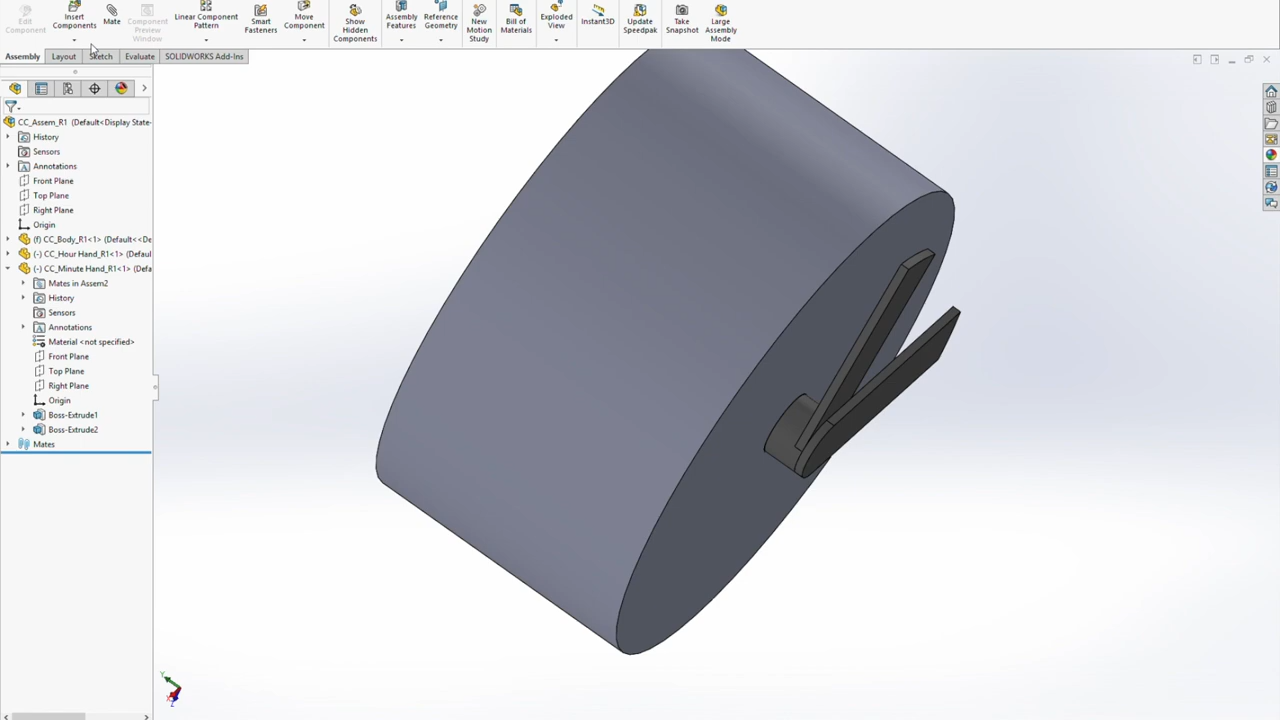 Edit Component
Insert Components
Mate
Component Preview Window
Linear Component Pattern
Smart Fasteners
Move Component
Show Hidden Components
Assembly Features
Reference Geometry
New Motion Study
Bill of Materials
Exploded View
Instant3D
Update Speedpak
Take Snapshot
Large Assembly Mode
Assembly
Layout
Sketch
Evaluate
SOLIDWORKS Add-Ins
CC_Assem_R1 (Default<Display State-
History
Sensors
Annotations
Front Plane
Top Plane
Right Plane
Origin
(f) CC_Body_R1<1> (Default<<De
(-) CC_Hour Hand_R1<1> (Defaul
(-) CC_Minute Hand_R1<1> (Defa
Mates in Assem2
History
Sensors
Annotations
Material <not specified>
Front Plane
Top Plane
Right Plane
Origin
Boss-Extrude1
Boss-Extrude2
Mates
Y
X
Z